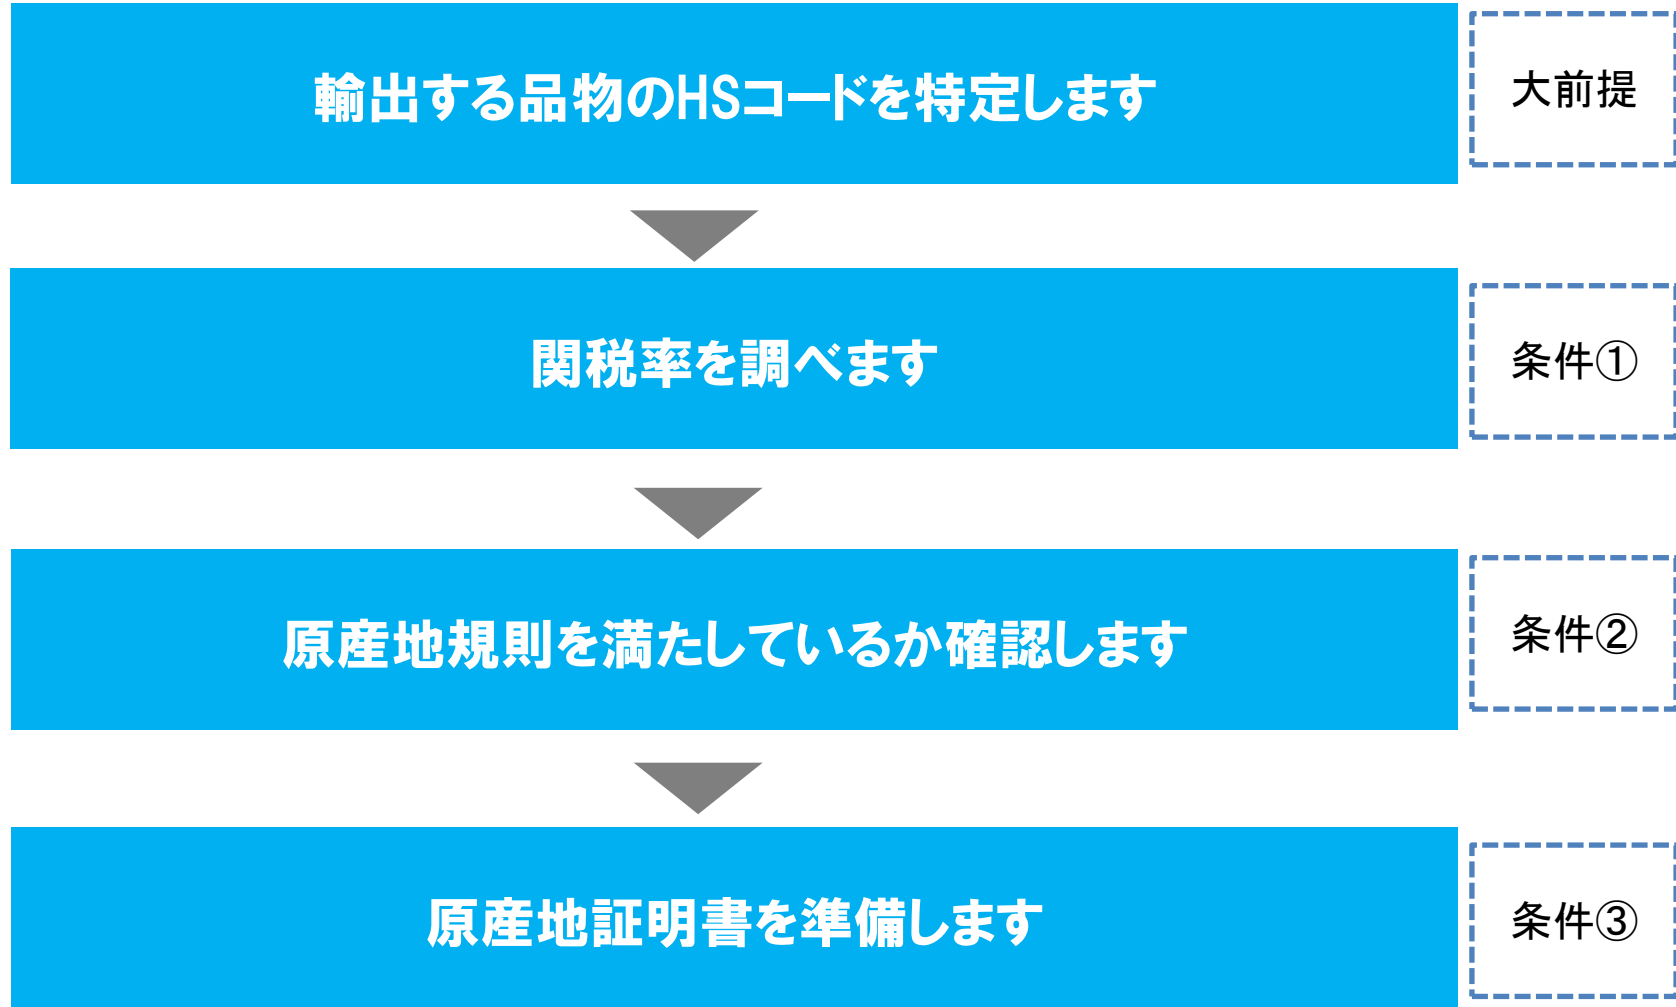 輸出する品物のHSコードを特定します
大前提
関税率を調べます
条件①
原産地規則を満たしているか確認します
条件②
原産地証明書を準備します
条件③